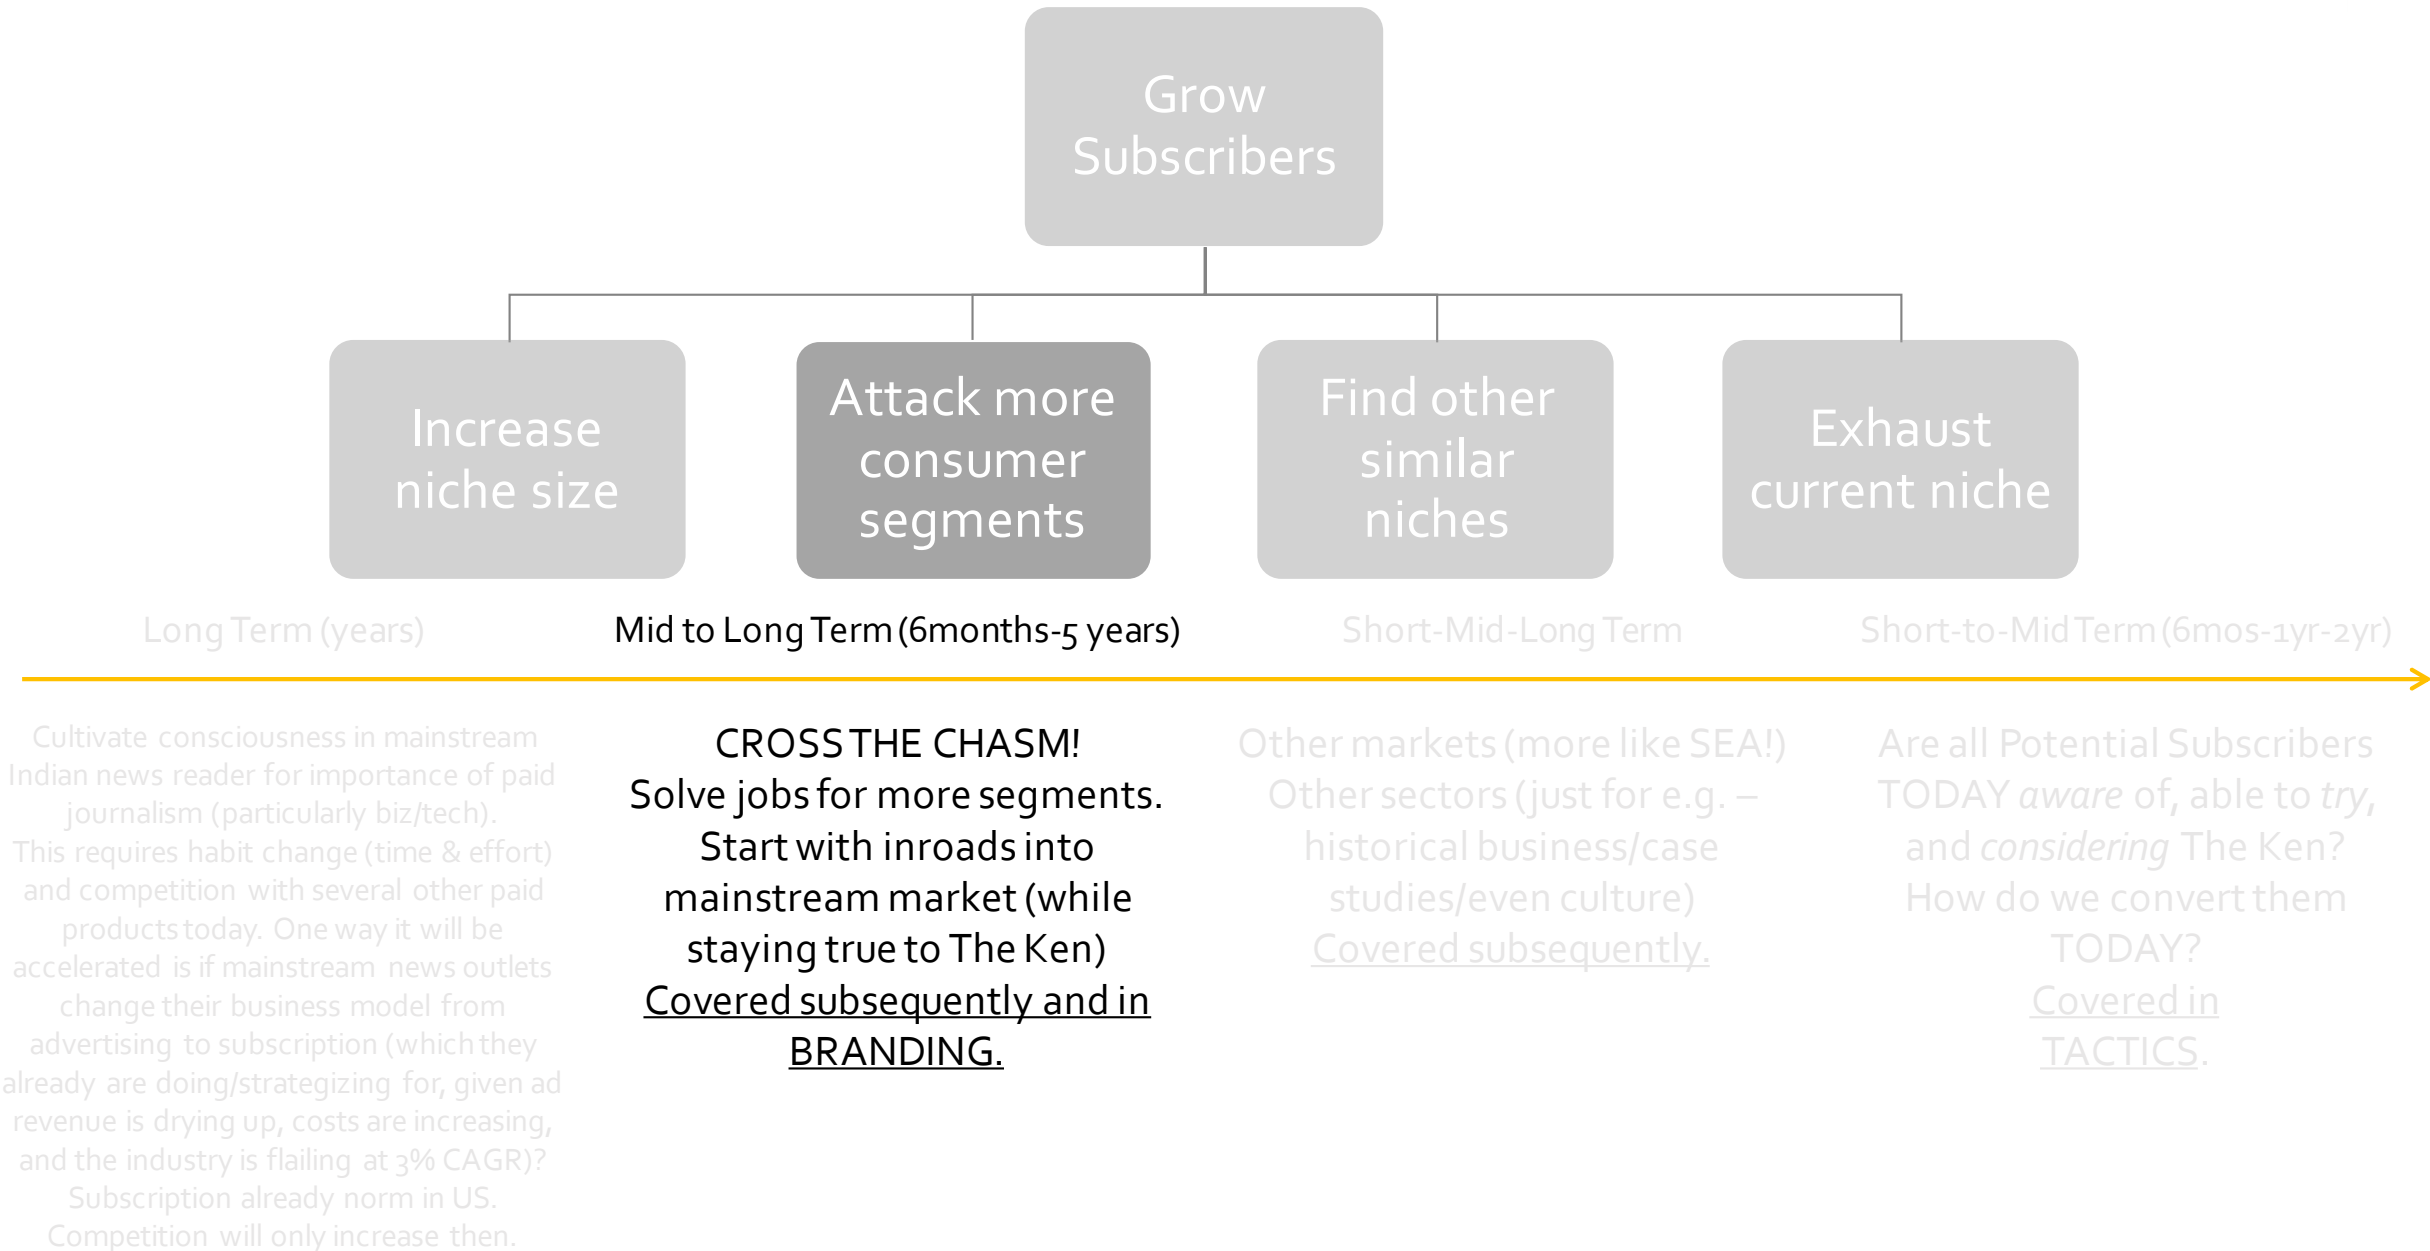 Grow
Subscribers
Increase
niche size
Attack more
consumer
segments
Find other
similar
niches
Exhaust
current niche
Long Term (years)
Mid to Long Term (6months-5 years)
Short-Mid-Long Term
Short-to-Mid Term (6mos-1yr-2yr)
Cultivate consciousness in mainstream
Indian news reader for importance of paid
journalism (particularly biz/tech).
This requires habit change (time & effort)
and competition with several other paid
products today. One way it will be
accelerated is if mainstream news outlets
change their business model from
advertising to subscription (which they
already are doing/strategizing for, given ad
revenue is drying up, costs are increasing,
and the industry is flailing at 3% CAGR)?
Subscription already norm in US.
Competition will only increase then.
CROSS THE CHASM!
Solve jobs for more segments.
Start with inroads into
mainstream market (while
staying true to The Ken)
Covered subsequently and in
BRANDING.
Other markets (more like SEA!)
Other sectors (just for e.g. –
historical business/case
studies/even culture)
Covered subsequently.
Are all Potential Subscribers
TODAY aware of, able to try,
and considering The Ken?
How do we convert them
TODAY?
Covered in
TACTICS.